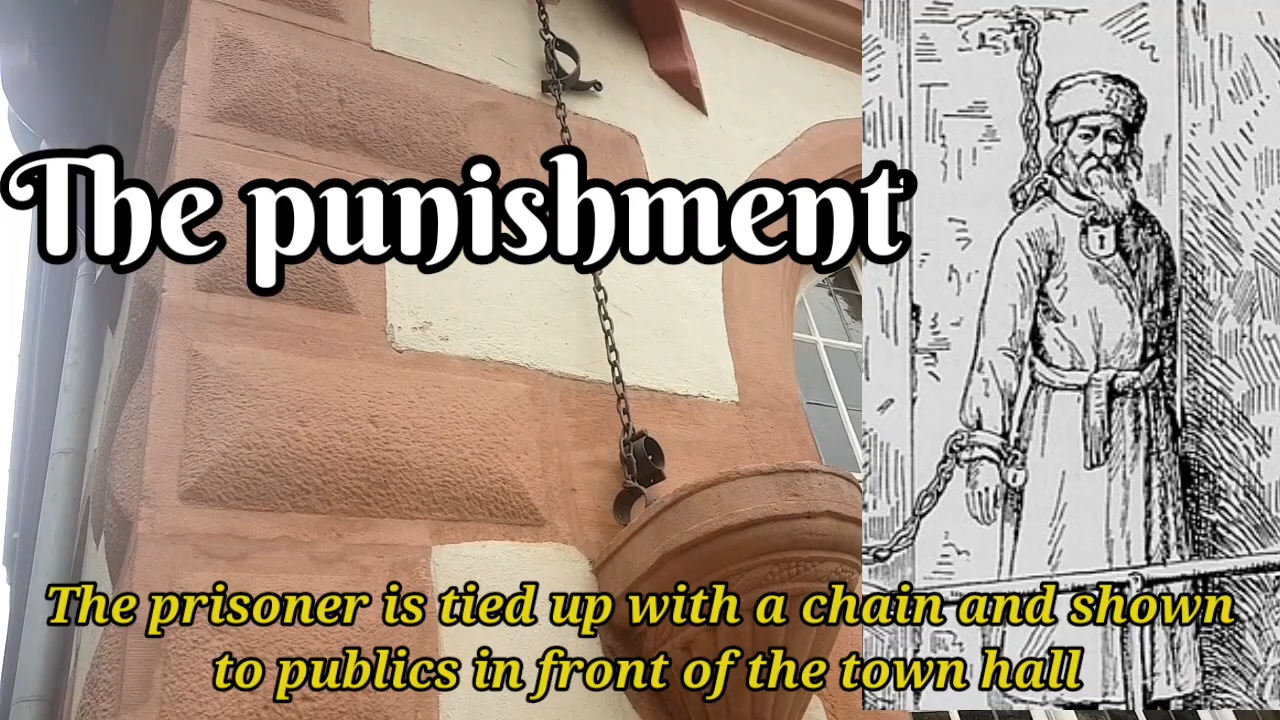 The punishment
The prisoner is tied up with a chain and shown
to publics in front of the town hall